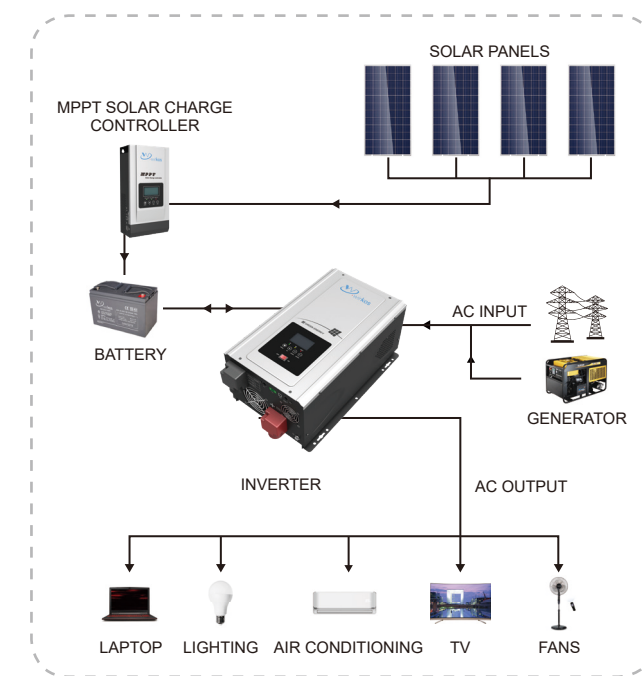 SOLAR PANELS
MPPT SOLAR CHARGE
CONTROLLER
MPPT
BATTERY
AC INPUT
GENERATOR
INVERTER
AC OUTPUT
LAPTOP
LIGHTING
AIR CONDITIONING
TV
FANS